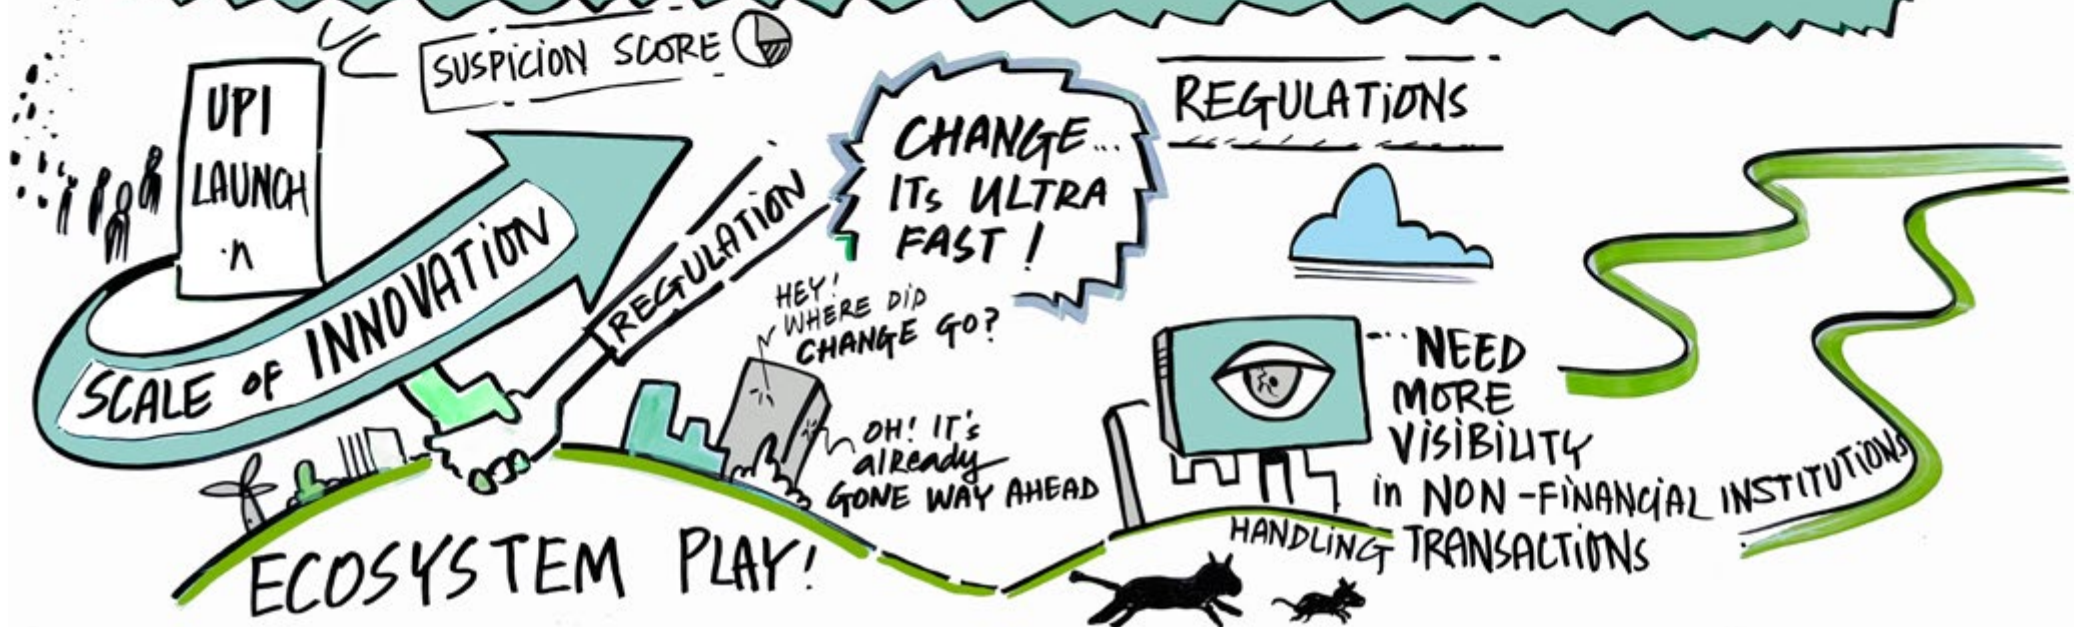 SUSPICION SCORE
UPI
LAUNCH
in
SCALE OF INNOVATION
REGULATION
CHANGE...
ITs ULTRA
FAST!
REGULATIONS
HEY!
WHERE DID
CHANGE GO?
OH! IT's
alReady
GONE WAY AHEAD
NEED
MORE
VISIBILITY
in NON-FINANCIAL INSTITUTIONS
HANDLING TRANSACTIONS
ECOSYSTEM PLAY!